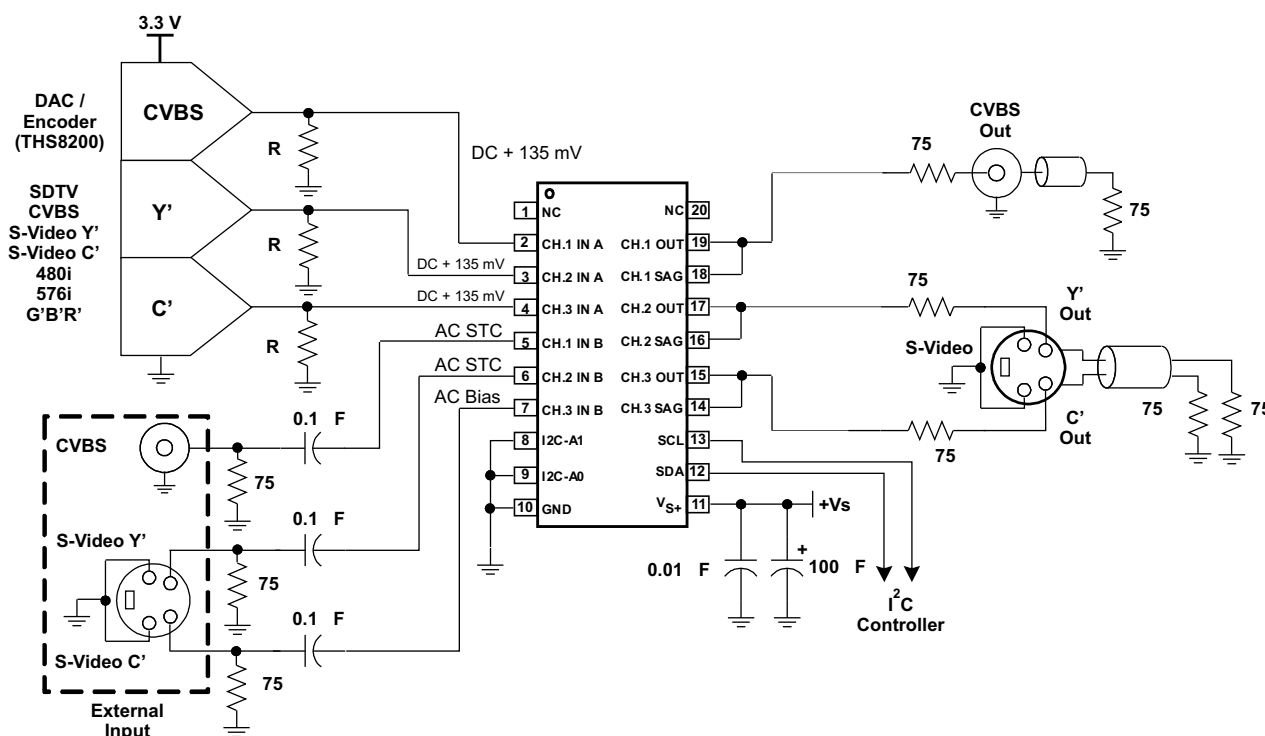 3.3 V
DAC /
Encoder
(THS8200)
SDTV
CVBS
S-Video Y'
S-Video C'
480i
576i
G'B'R'
CVBS
Y'
C'
R
R
R
DC + 135 mV
DC + 135 mV
DC + 135 mV
AC STC
AC STC
AC Bias
1 NC
2 CH.1 IN A
3 CH.2 IN A
4 CH.3 IN A
5 CH.1 IN B
6 CH.2 IN B
7 CH.3 IN B
8 I2C-A1
9 I2C-A0
10 GND
NC 20
CH.1 OUT 19
CH.1 SAG 18
CH.2 OUT 17
CH.2 SAG 16
CH.3 OUT 15
CH.3 SAG 14
SCL 13
SDA 12
VS+ 11
CVBS
Out
75
75
75
Y'
Out
S-Video
C'
Out
75
75
75
+Vs
0.01 F
+
100 F
I2C
Controller
CVBS
0.1 F
75
S-Video Y'
0.1 F
75
S-Video C'
0.1 F
75
External
Input